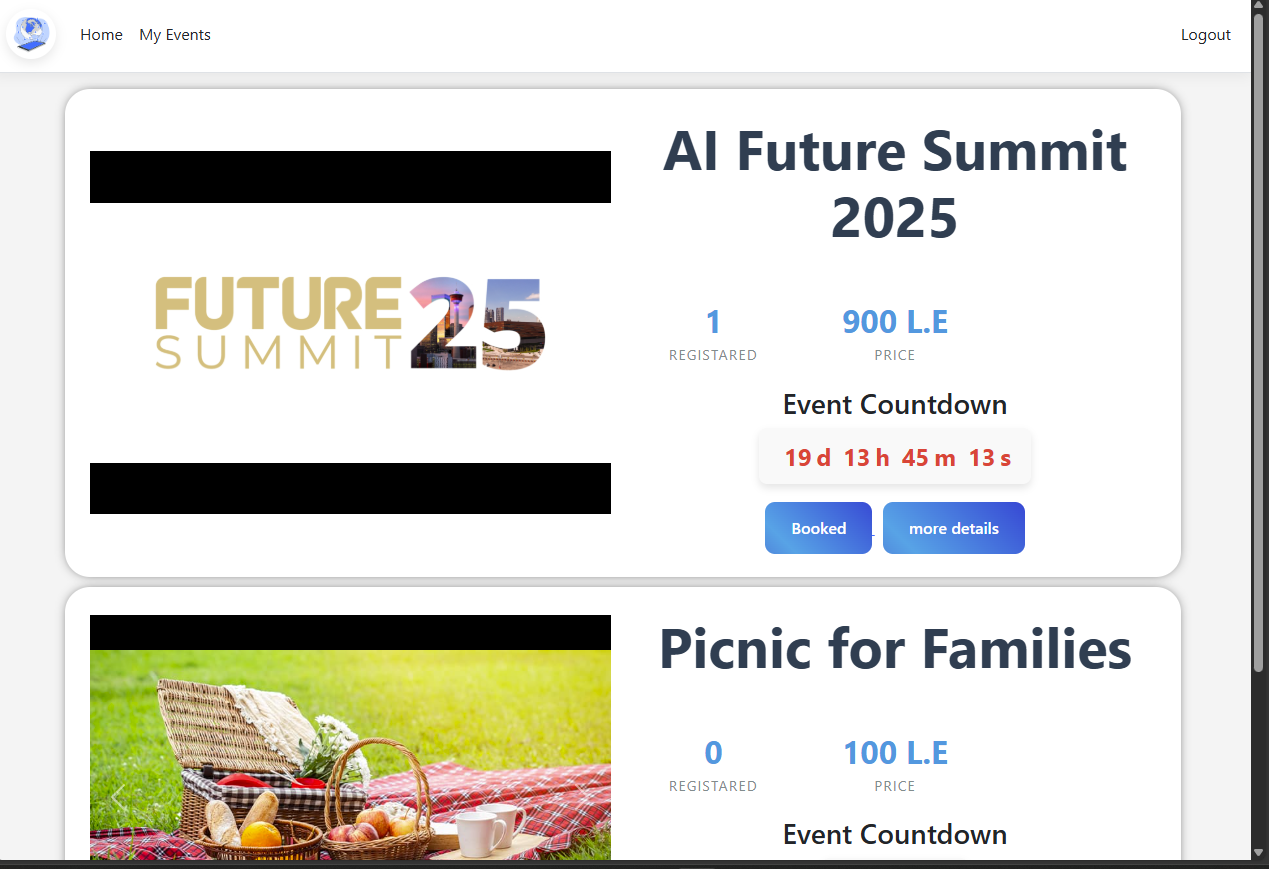 Home My Events Logout
FUTURE 25
SUMMIT
AI Future Summit
2025
1 900 L.E
REGISTARED PRICE
Event Countdown
19 d 13 h 45 m 13 s
Booked more details
Picnic for Families
0 100 L.E
REGISTARED PRICE
Event Countdown